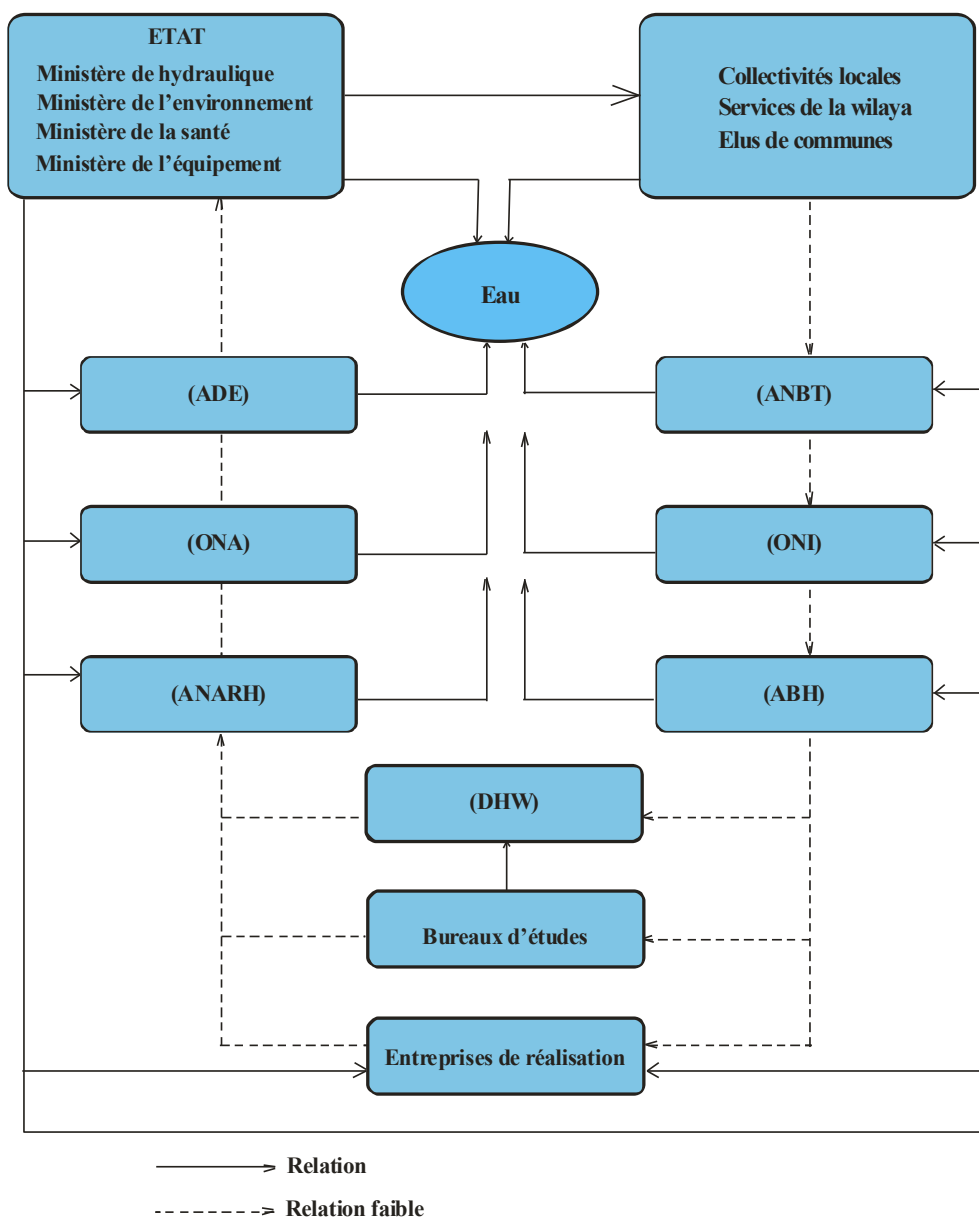 ETAT
Ministère de hydraulique
Ministère de l'environnement
Ministère de la santé
Ministère de l'équipement
Collectivités locales
Services de la wilaya
Elus de communes
Eau
(ADE)
(ANBT)
(ONA)
(ONI)
(ANARH)
(ABH)
(DHW)
Bureaux d'études
Entreprises de réalisation
Relation
Relation faible